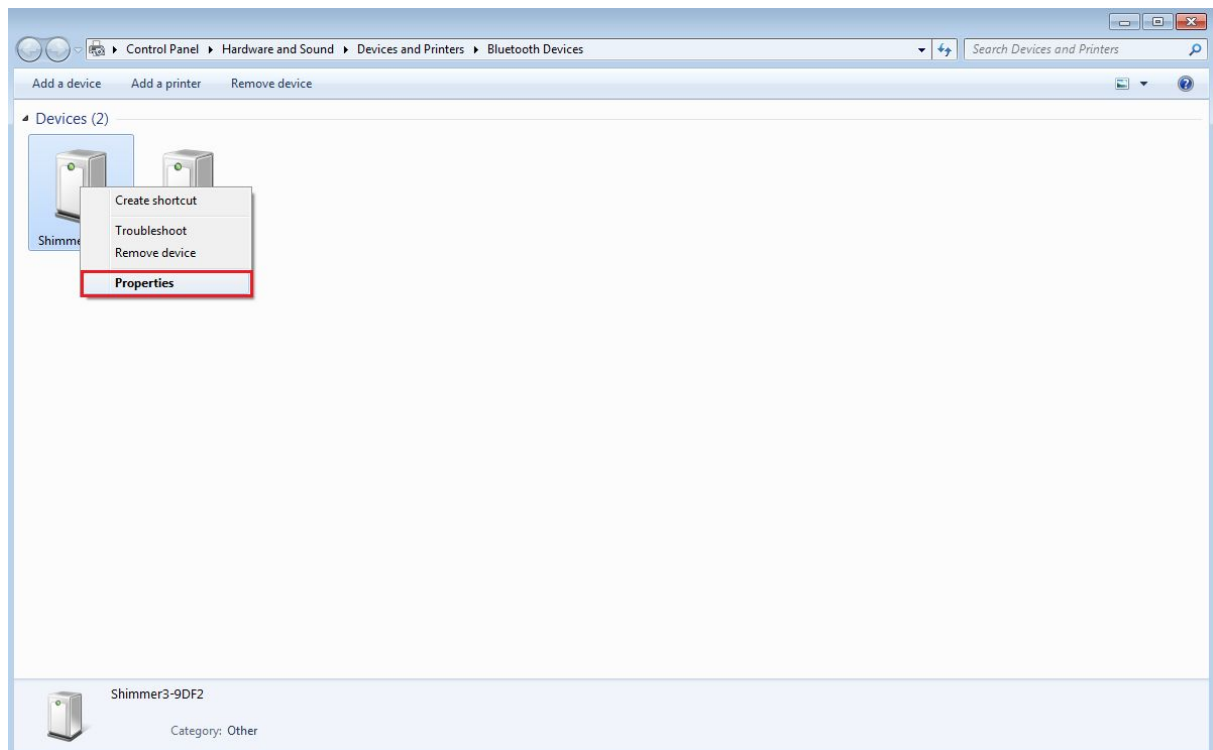 Control Panel ▸ Hardware and Sound ▸ Devices and Printers ▸ Bluetooth Devices
Search Devices and Printers
Add a device Add a printer Remove device
Devices (2)
Create shortcut
Troubleshoot
Shimme
Remove device
Properties
Shimmer3-9DF2
Category: Other